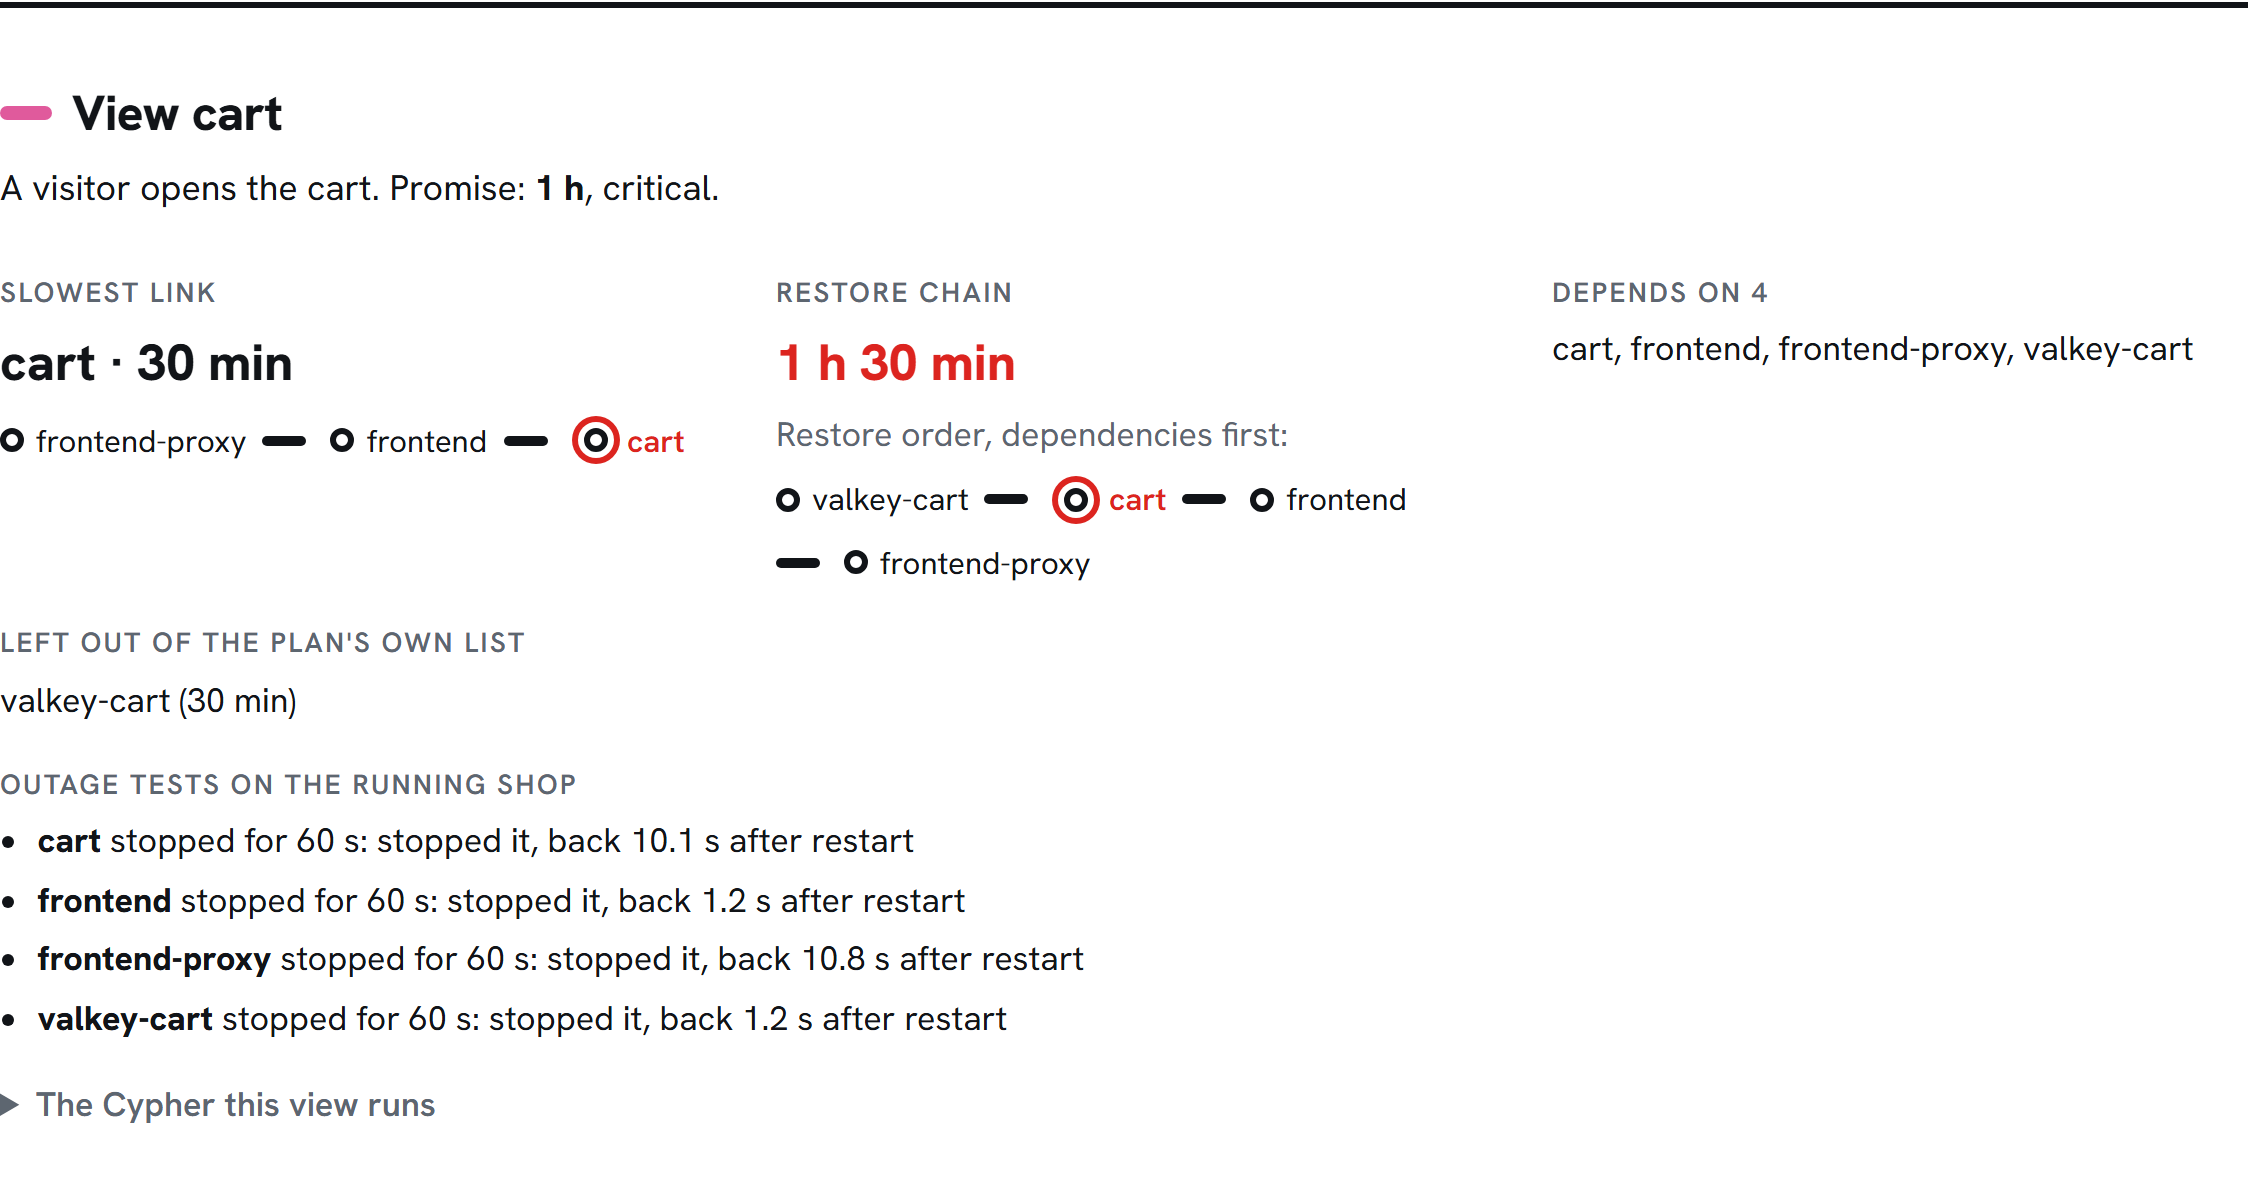 View cart
A visitor opens the cart. Promise: 1 h, critical.
SLOWEST LINK
cart · 30 min
frontend-proxy frontend cart
RESTORE CHAIN
1 h 30 min
Restore order, dependencies first:
valkey-cart cart frontend
frontend-proxy
DEPENDS ON 4
cart, frontend, frontend-proxy, valkey-cart
LEFT OUT OF THE PLAN'S OWN LIST
valkey-cart (30 min)
OUTAGE TESTS ON THE RUNNING SHOP
• cart stopped for 60 s: stopped it, back 10.1 s after restart
• frontend stopped for 60 s: stopped it, back 1.2 s after restart
• frontend-proxy stopped for 60 s: stopped it, back 10.8 s after restart
• valkey-cart stopped for 60 s: stopped it, back 1.2 s after restart
The Cypher this view runs